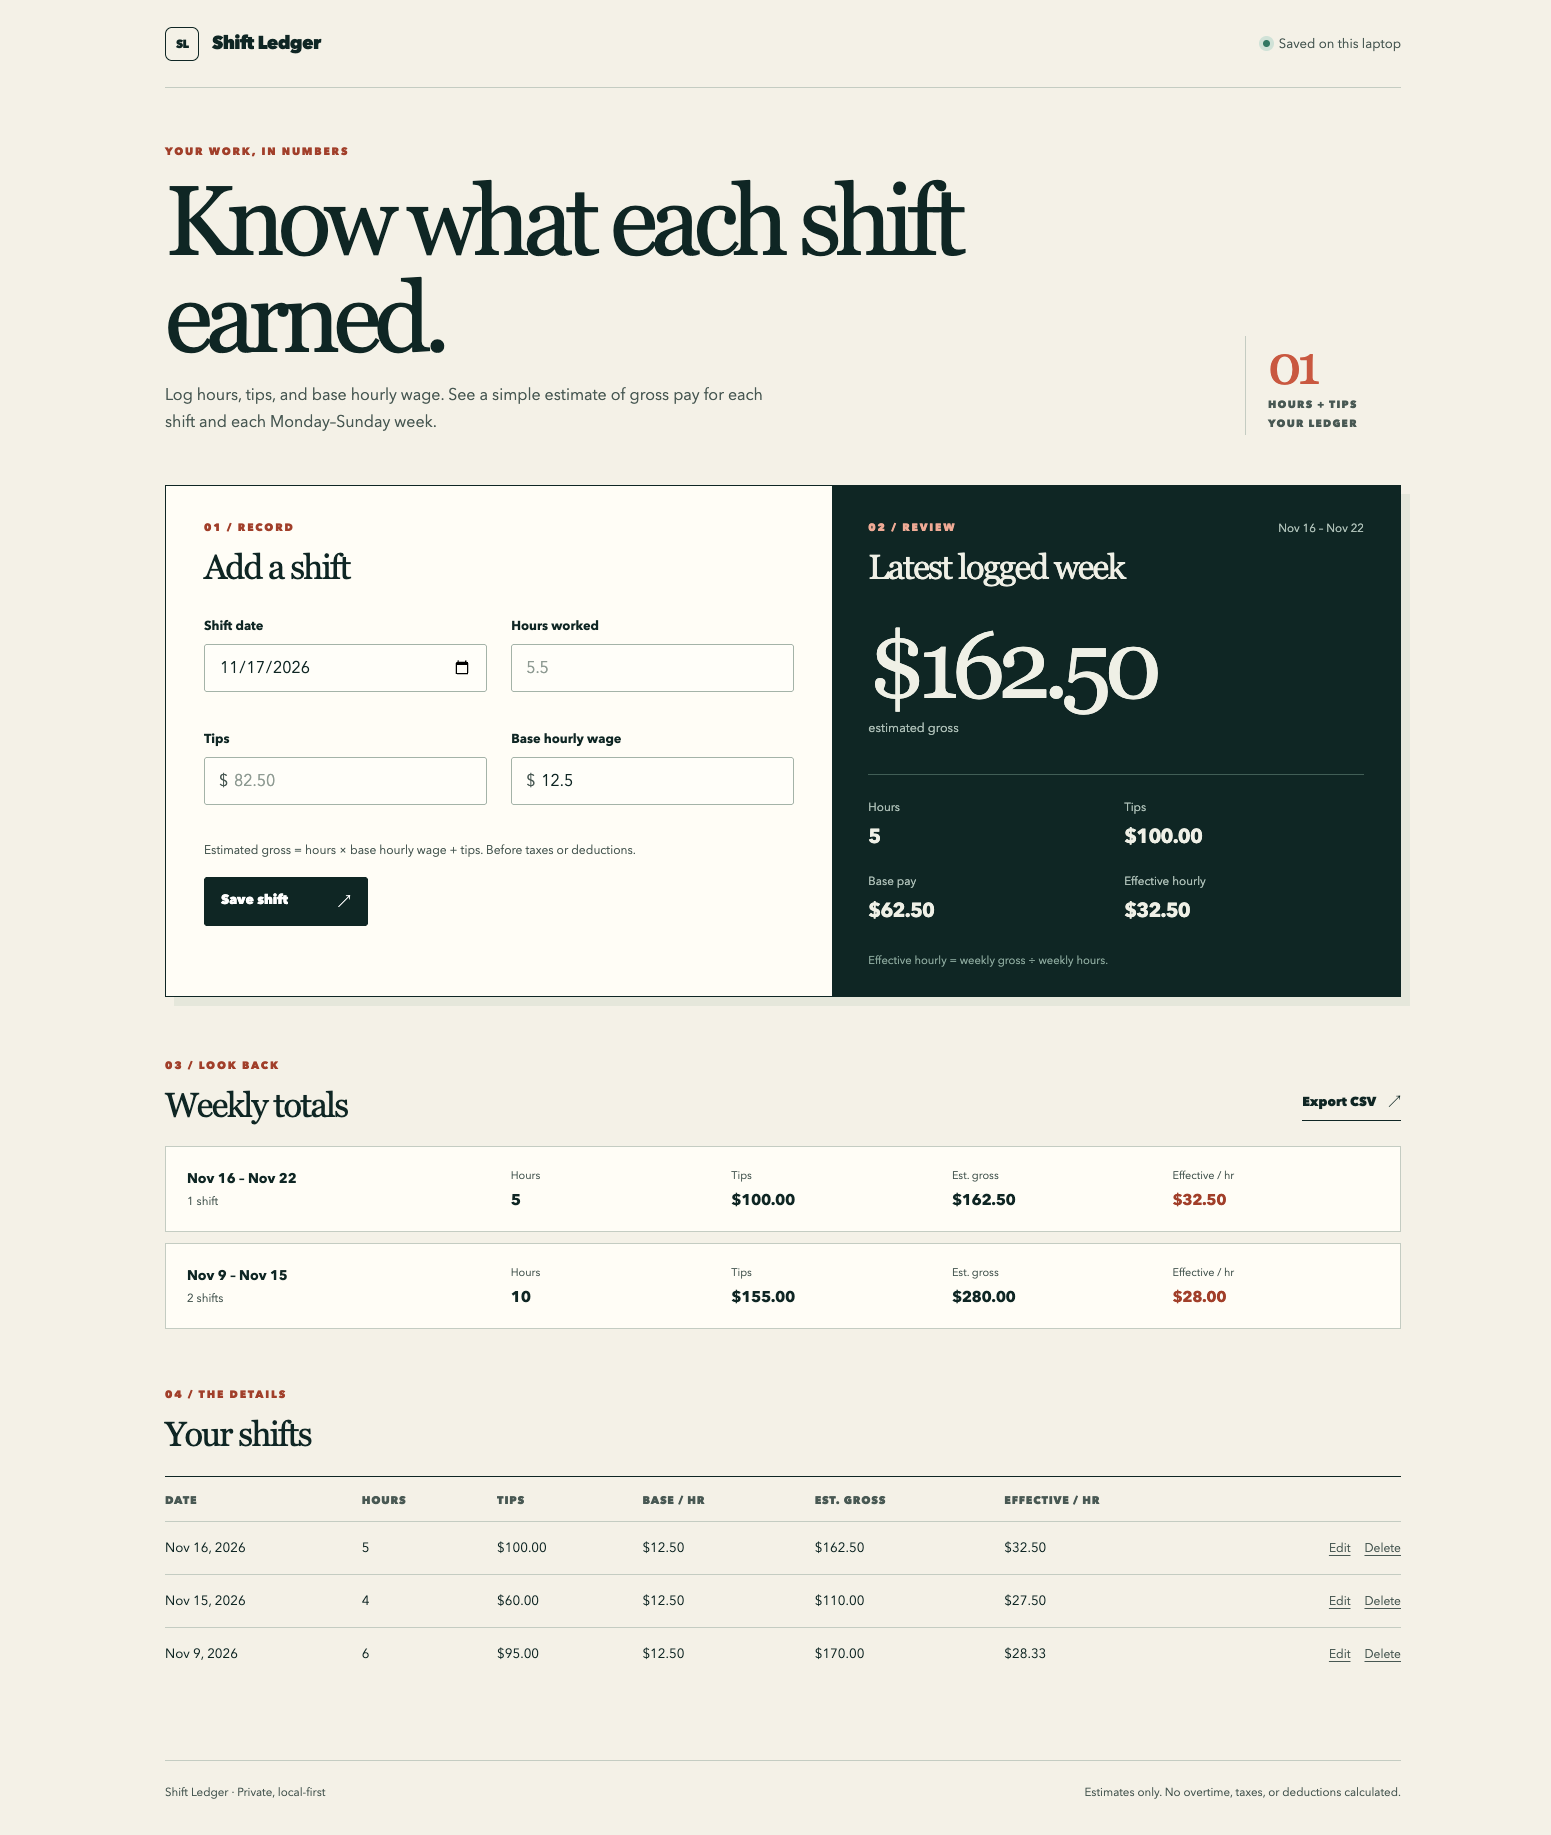 SL
Shift Ledger
Saved on this laptop
YOUR WORK, IN NUMBERS
Know what each shift
earned.
Log hours, tips, and base hourly wage. See a simple estimate of gross pay for each
shift and each Monday–Sunday week.
01
HOURS + TIPS
YOUR LEDGER
01 / RECORD
Add a shift
Shift date
Hours worked
11/17/2026
5.5
Tips
Base hourly wage
$ 82.50
$ 12.5
Estimated gross = hours × base hourly wage + tips. Before taxes or deductions.
Save shift ↗
02 / REVIEW
Nov 16 – Nov 22
Latest logged week
$162.50
estimated gross
Hours
Tips
5
$100.00
Base pay
Effective hourly
$62.50
$32.50
Effective hourly = weekly gross ÷ weekly hours.
03 / LOOK BACK
Weekly totals
Export CSV ↗
Nov 16 – Nov 22
1 shift
Hours
5
Tips
$100.00
Est. gross
$162.50
Effective / hr
$32.50
Nov 9 – Nov 15
2 shifts
Hours
10
Tips
$155.00
Est. gross
$280.00
Effective / hr
$28.00
04 / THE DETAILS
Your shifts
DATE HOURS TIPS BASE / HR EST. GROSS EFFECTIVE / HR
Nov 16, 2026 5 $100.00 $12.50 $162.50 $32.50 Edit Delete
Nov 15, 2026 4 $60.00 $12.50 $110.00 $27.50 Edit Delete
Nov 9, 2026 6 $95.00 $12.50 $170.00 $28.33 Edit Delete
Shift Ledger · Private, local-first
Estimates only. No overtime, taxes, or deductions calculated.